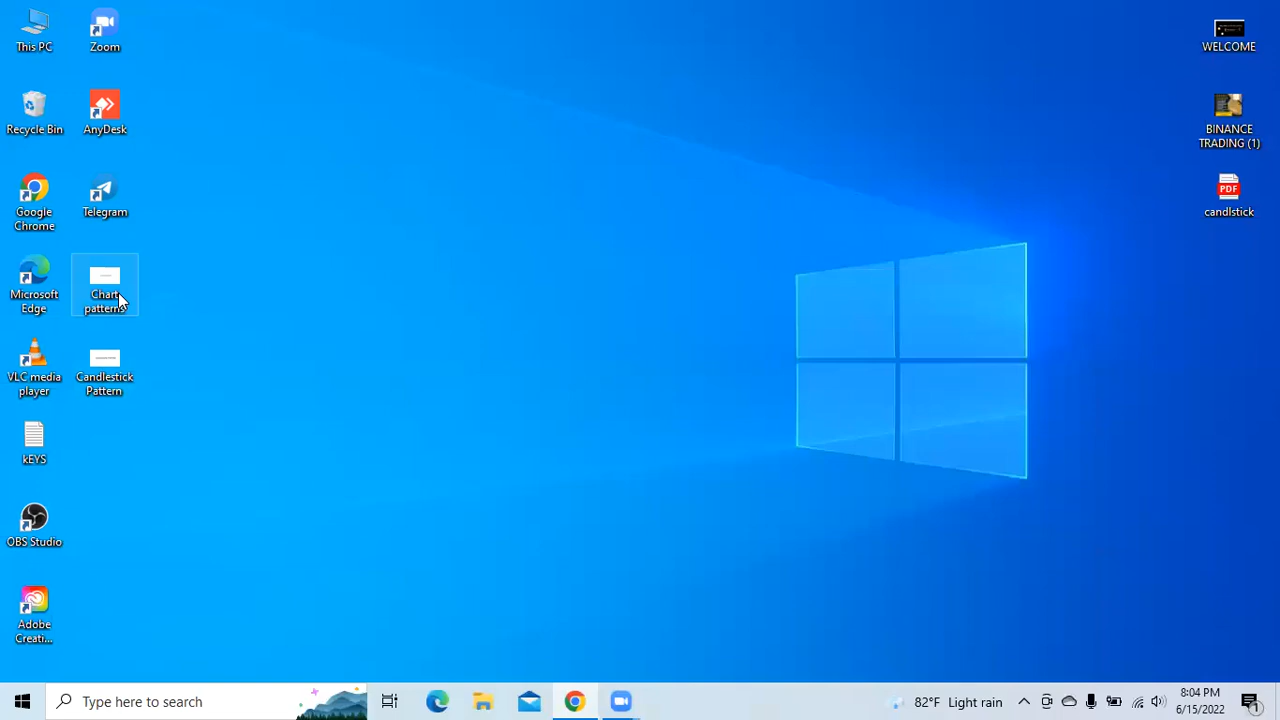 This PC
Zoom
Recycle Bin
AnyDesk
Google
Chrome
Telegram
Microsoft
Edge
Chart
patterns
VLC media
player
Candlestick
Pattern
kEYS
OBS Studio
Adobe
Creati...
WELCOME
BINANCE
TRADING (1)
PDF
candlstick
Type here to search
82°F Light rain
8:04 PM
6/15/2022
1